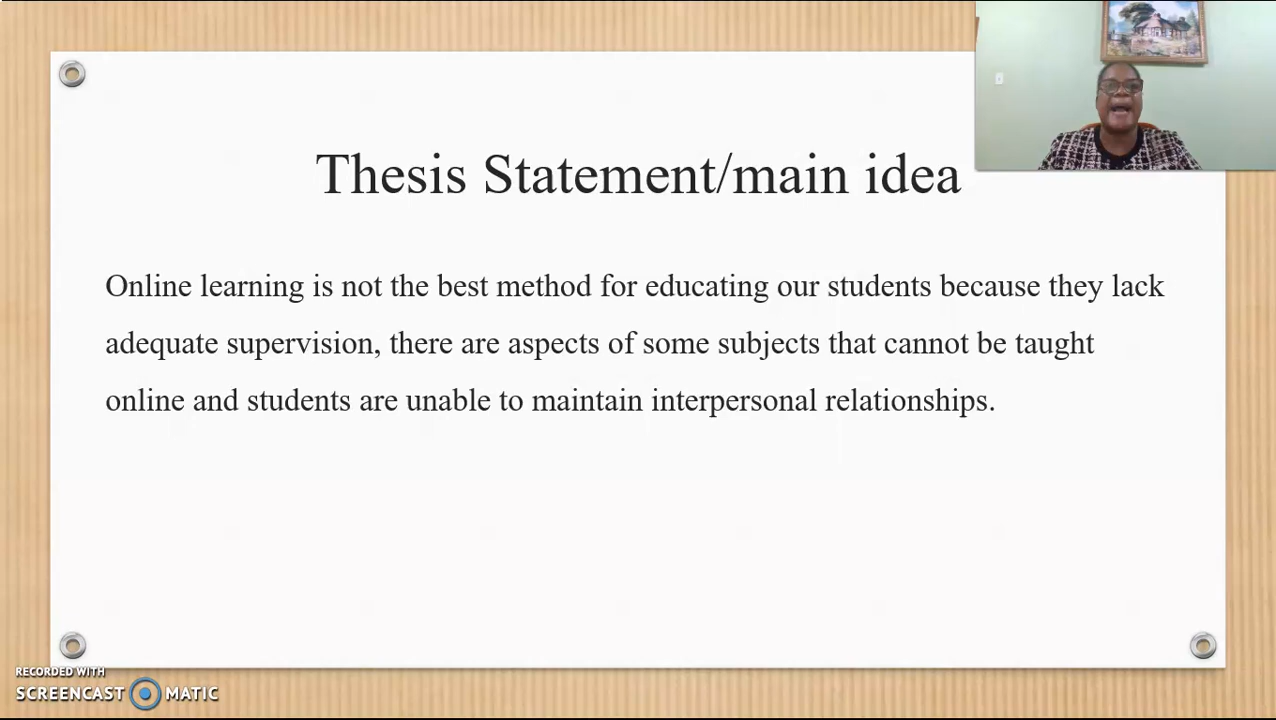 Thesis Statement/main idea
Online learning is not the best method for educating our students because they lack
adequate supervision, there are aspects of some subjects that cannot be taught
online and students are unable to maintain interpersonal relationships.
RECORDED WITH
SCREENCAST MATIC